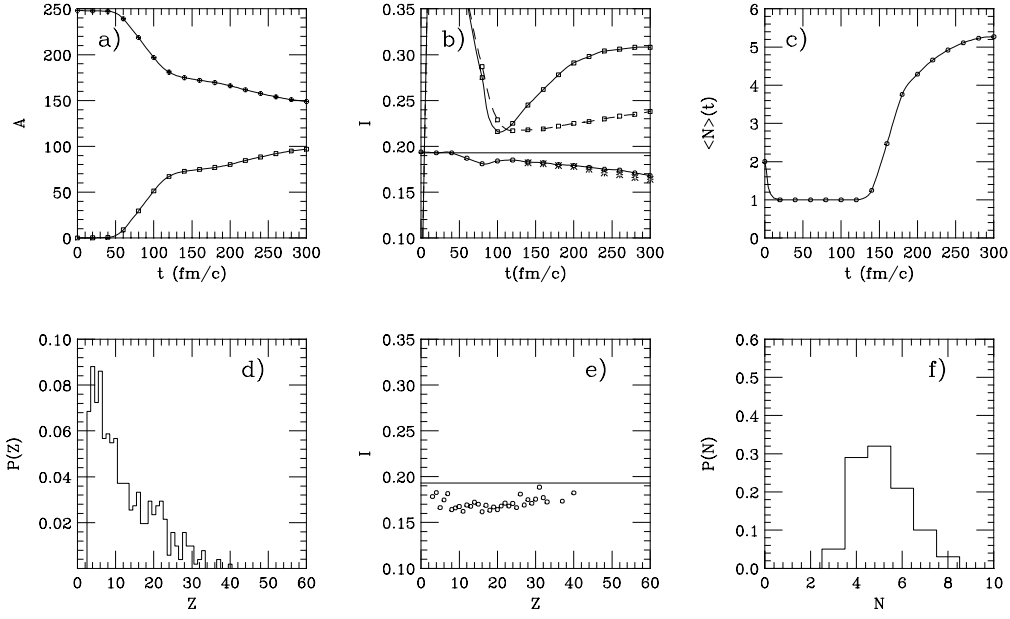 a)
250
200
150
100
50
0
A
0 50 100 150 200 250 300
t (fm/c)
b)
0.35
0.30
0.25
0.20
0.15
0.10
I
0 50 100 150 200 250 300
t(fm/c)
c)
6
5
4
3
2
1
0
<N>(t)
0 50 100 150 200 250 300
t (fm/c)
d)
0.10
0.08
0.06
0.04
0.02
P(Z)
0 10 20 30 40 50 60
Z
e)
0.35
0.30
0.25
0.20
0.15
0.10
I
0 10 20 30 40 50 60
Z
f)
0.6
0.5
0.4
0.3
0.2
0.1
0.0
P(N)
0 2 4 6 8 10
N